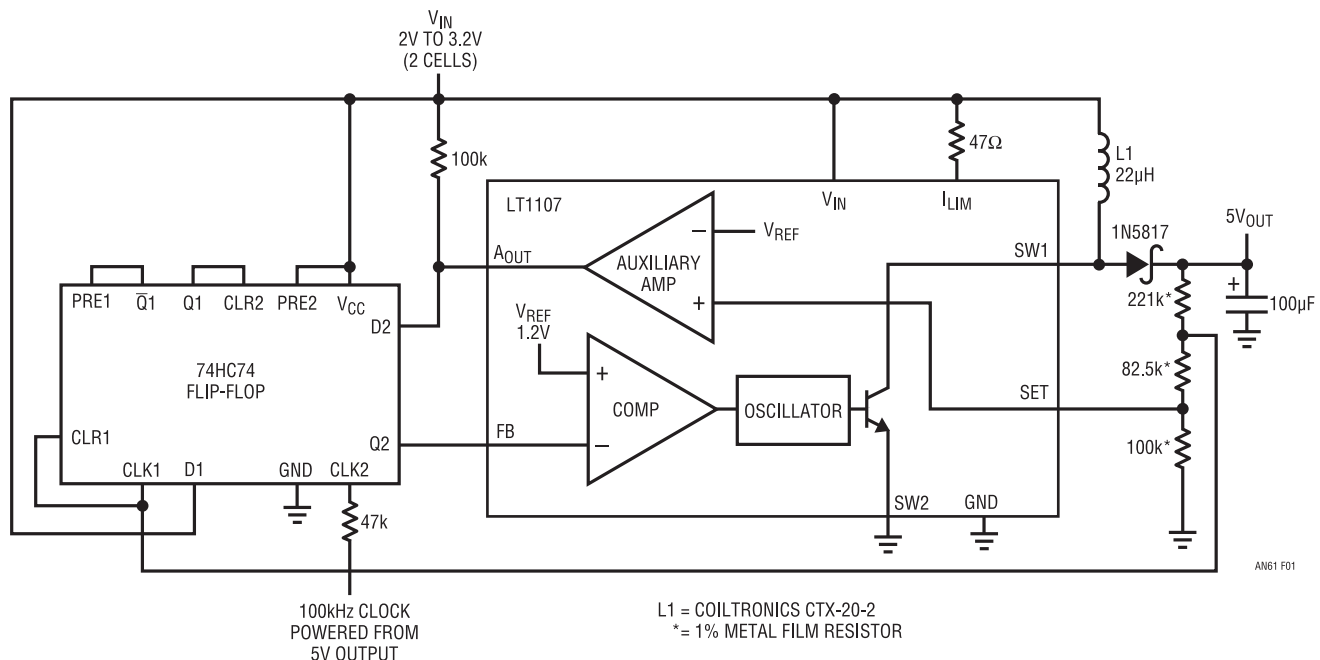 VIN
2V TO 3.2V
(2 CELLS)
100k
47Ω
L1
22µH
LT1107
VIN
ILIM
VREF
AUXILIARY
AMP
−
+
AOUT
SW1
1N5817
5VOUT
+
100µF
221k*
82.5k*
100k*
SET
PRE1
Q̅1
Q1
CLR2
PRE2
VCC
D2
74HC74
FLIP-FLOP
CLR1
CLK1
D1
GND
CLK2
Q2
FB
VREF
1.2V
+
−
COMP
OSCILLATOR
SW2
GND
47k
100kHz CLOCK
POWERED FROM
5V OUTPUT
L1 = COILTRONICS CTX-20-2
*= 1% METAL FILM RESISTOR
AN61 F01